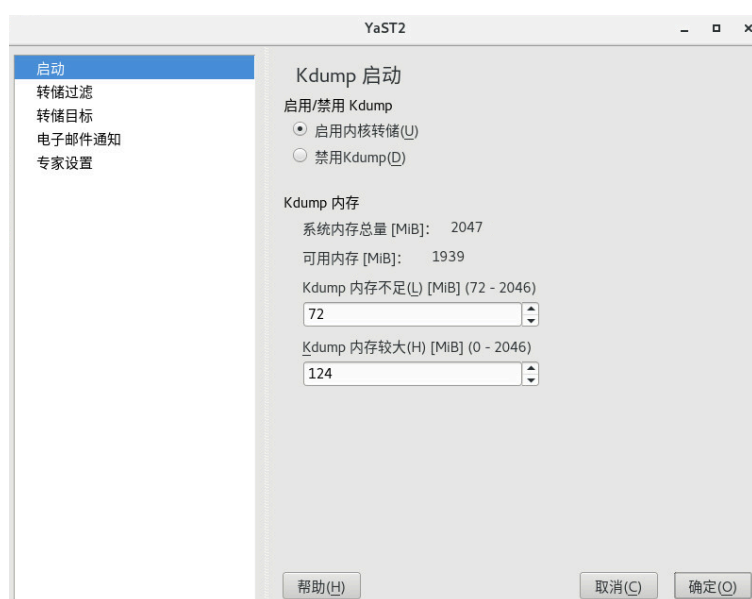 YaST2
启动
转储过滤
转储目标
电子邮件通知
专家设置
Kdump 启动
启用/禁用 Kdump
启用内核转储(U)
禁用Kdump(D)
Kdump 内存
系统内存总量 [MiB]： 2047
可用内存 [MiB]： 1939
Kdump 内存不足(L) [MiB] (72 - 2046)
72
Kdump 内存较大(H) [MiB] (0 - 2046)
124
帮助(H)
取消(C)
确定(O)